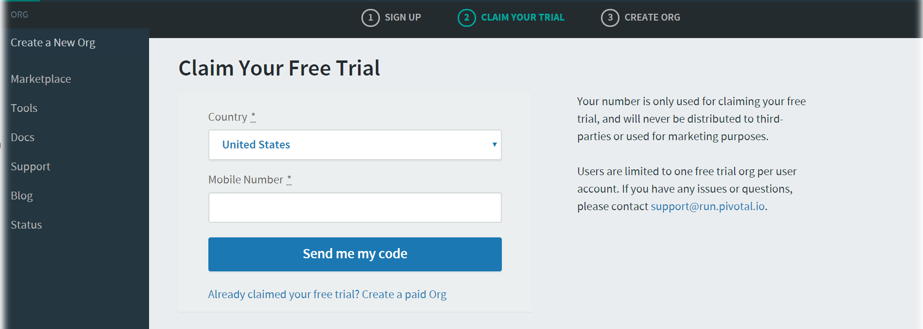 ORG
1 SIGN UP
2 CLAIM YOUR TRIAL
3 CREATE ORG
Create a New Org
Marketplace
Tools
Docs
Support
Blog
Status
Claim Your Free Trial
Country *
United States
Mobile Number *
Send me my code
Already claimed your free trial? Create a paid Org
Your number is only used for claiming your free
trial, and will never be distributed to third-
parties or used for marketing purposes.
Users are limited to one free trial org per user
account. If you have any issues or questions,
please contact support@run.pivotal.io.